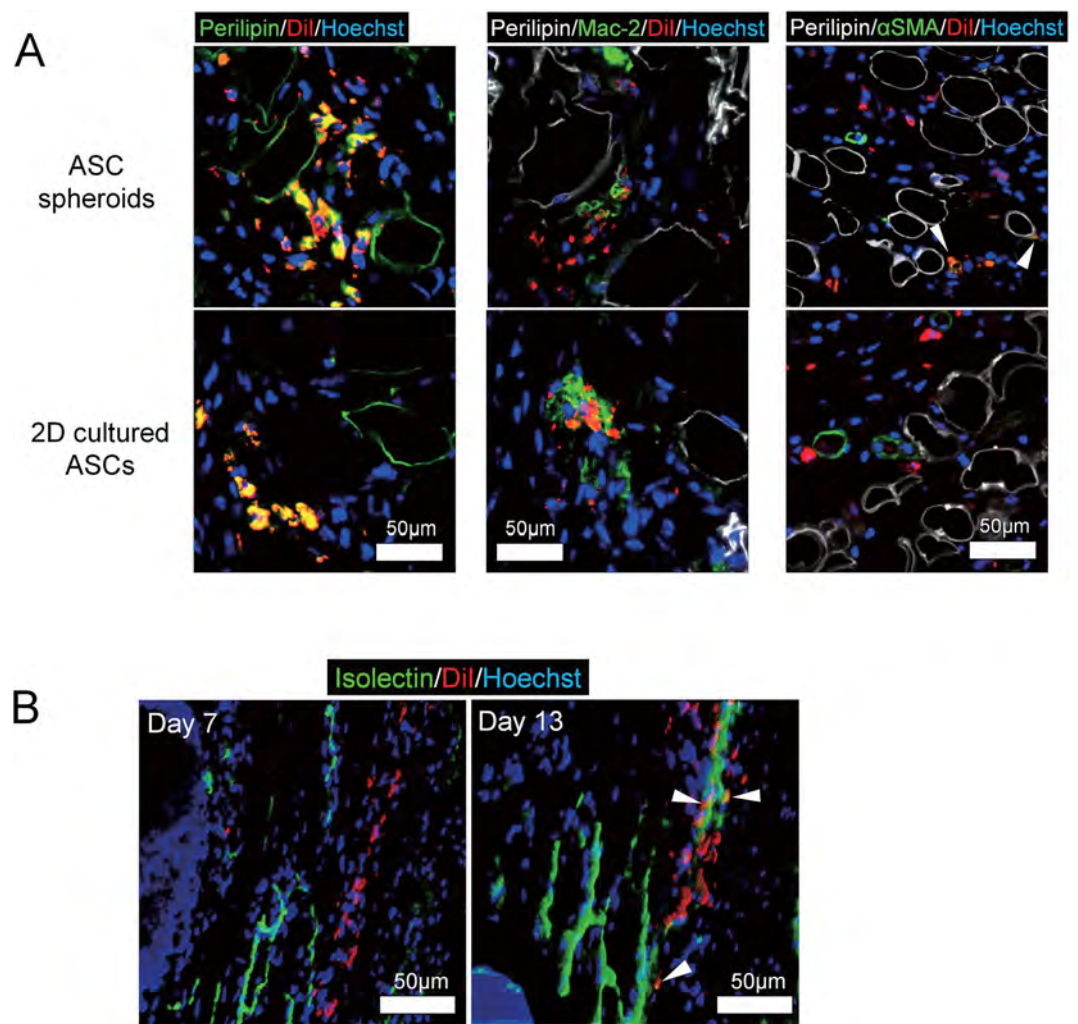 A
Perilipin/DiI/Hoechst
Perilipin/Mac-2/DiI/Hoechst
Perilipin/αSMA/DiI/Hoechst
ASC
spheroids
2D cultured
ASCs
50μm
50μm
50μm
B
Isolectin/DiI/Hoechst
Day 7
Day 13
50μm
50μm